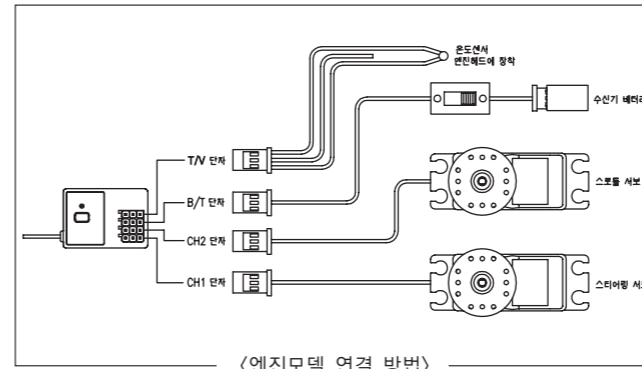 온도센서
엔진헤드에 장착
수신기 배터리
T/V 단자
스로틀 서보
B/T 단자
CH2 단자
CH1 단자
스티어링 서보
<엔진모델 연결 방법>